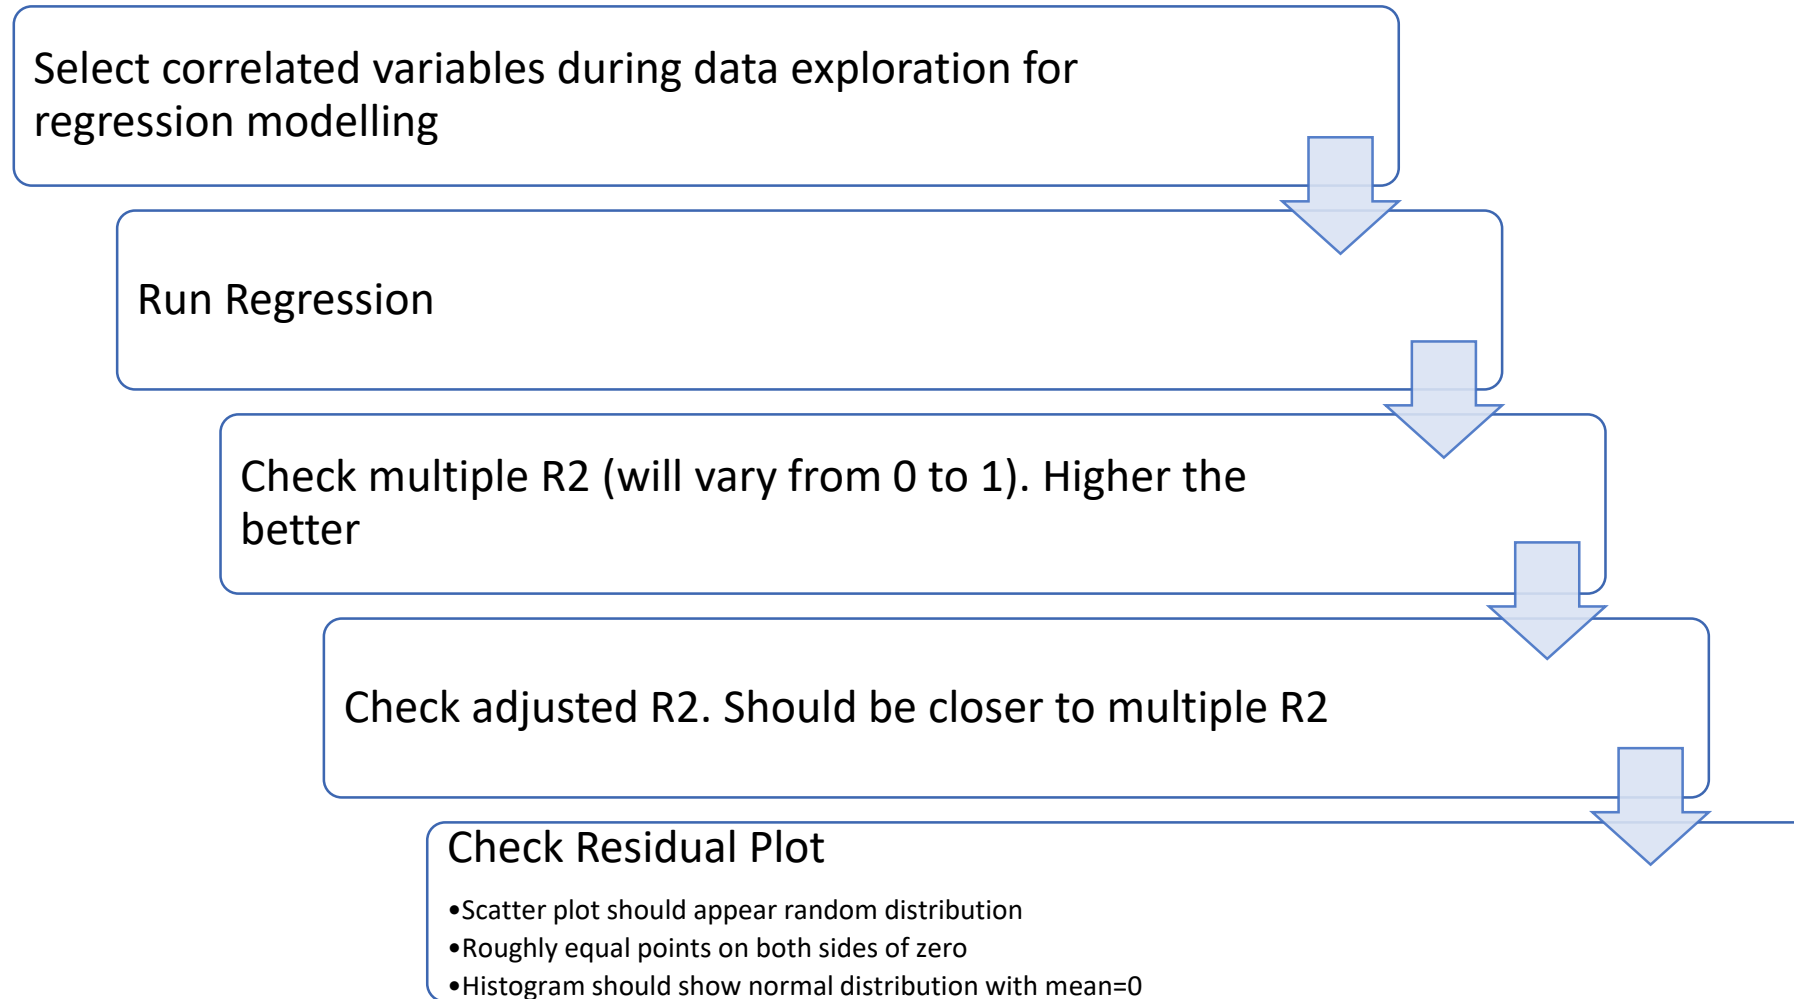 Select correlated variables during data exploration for
regression modelling
Run Regression
Check multiple R2 (will vary from 0 to 1). Higher the
better
Check adjusted R2. Should be closer to multiple R2
Check Residual Plot
•Scatter plot should appear random distribution
•Roughly equal points on both sides of zero
•Histogram should show normal distribution with mean=0